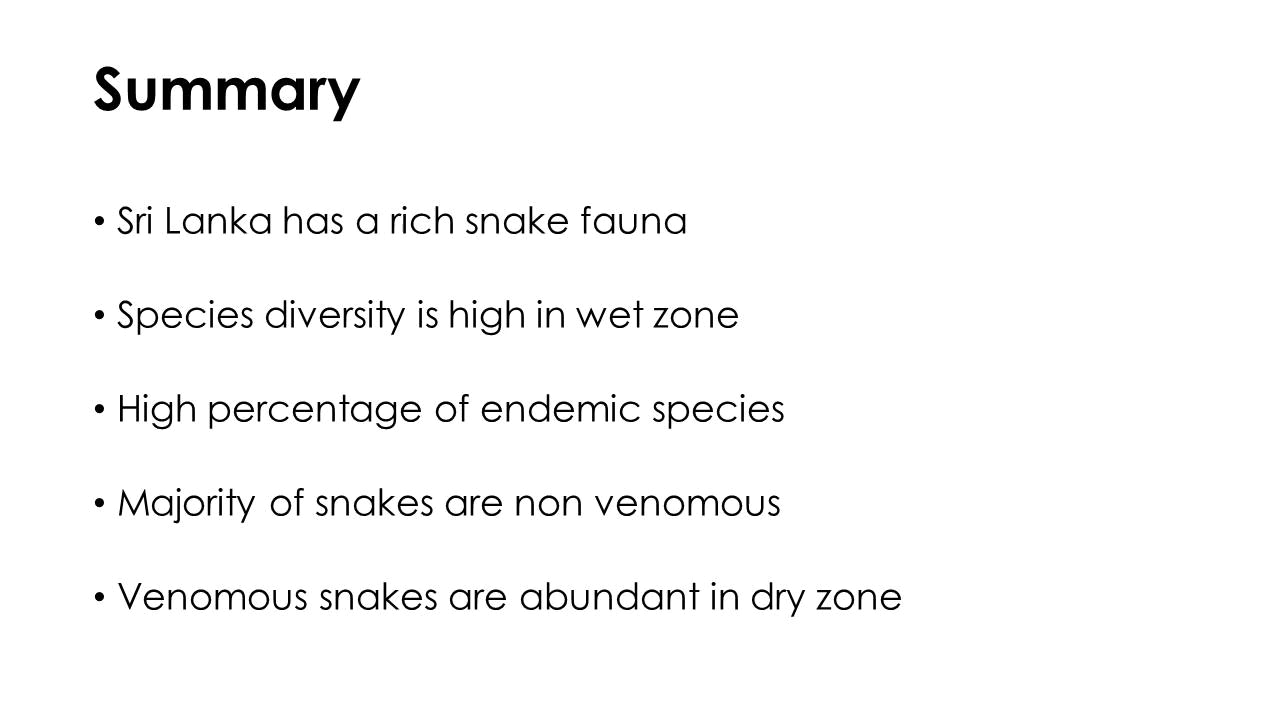 Summary
• Sri Lanka has a rich snake fauna
• Species diversity is high in wet zone
• High percentage of endemic species
• Majority of snakes are non venomous
• Venomous snakes are abundant in dry zone